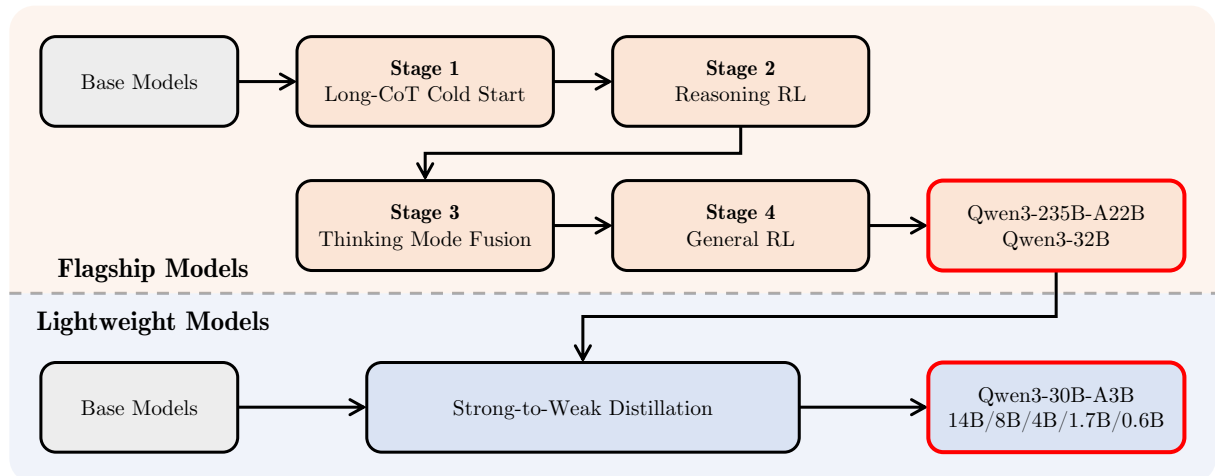 Base Models
Stage 1
Long-CoT Cold Start
Stage 2
Reasoning RL
Stage 3
Thinking Mode Fusion
Stage 4
General RL
Qwen3-235B-A22B
Qwen3-32B
Flagship Models
Lightweight Models
Base Models
Strong-to-Weak Distillation
Qwen3-30B-A3B
14B/8B/4B/1.7B/0.6B